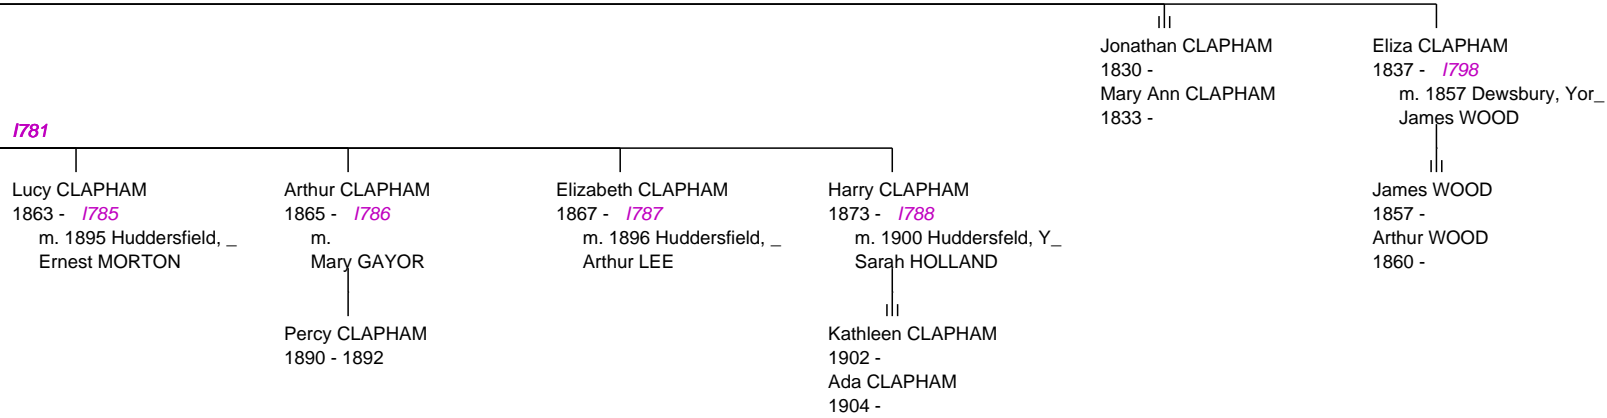 Jonathan CLAPHAM
1830 -
Mary Ann CLAPHAM
1833 -
Eliza CLAPHAM
1837 - I798
m. 1857 Dewsbury, Yor_
James WOOD
I781
Lucy CLAPHAM
1863 - I785
m. 1895 Huddersfield, _
Ernest MORTON
Arthur CLAPHAM
1865 - I786
m.
Mary GAYOR
Elizabeth CLAPHAM
1867 - I787
m. 1896 Huddersfield, _
Arthur LEE
Harry CLAPHAM
1873 - I788
m. 1900 Huddersfeld, Y_
Sarah HOLLAND
James WOOD
1857 -
Arthur WOOD
1860 -
Percy CLAPHAM
1890 - 1892
Kathleen CLAPHAM
1902 -
Ada CLAPHAM
1904 -